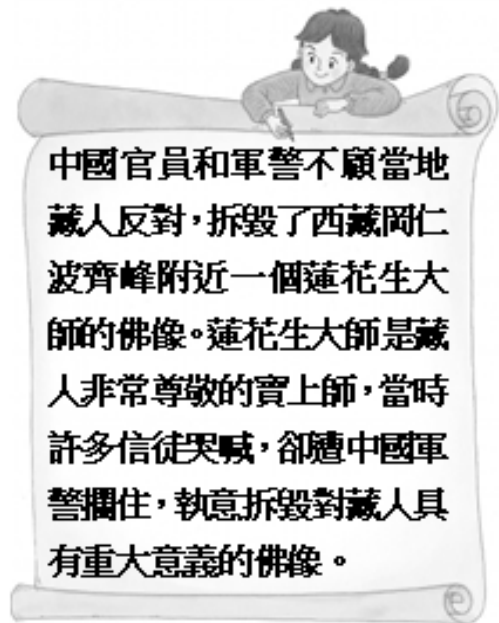 中國官員和軍警不顧當地
藏人反對，拆毀了西藏岡仁
波齊峰附近一個蓮花生大
師的佛像。蓮花生大師是藏
人非常尊敬的寶上師，當時
許多信徒哭喊，卻遭中國軍
警攔住，執意拆毀對藏人具
有重大意義的佛像。